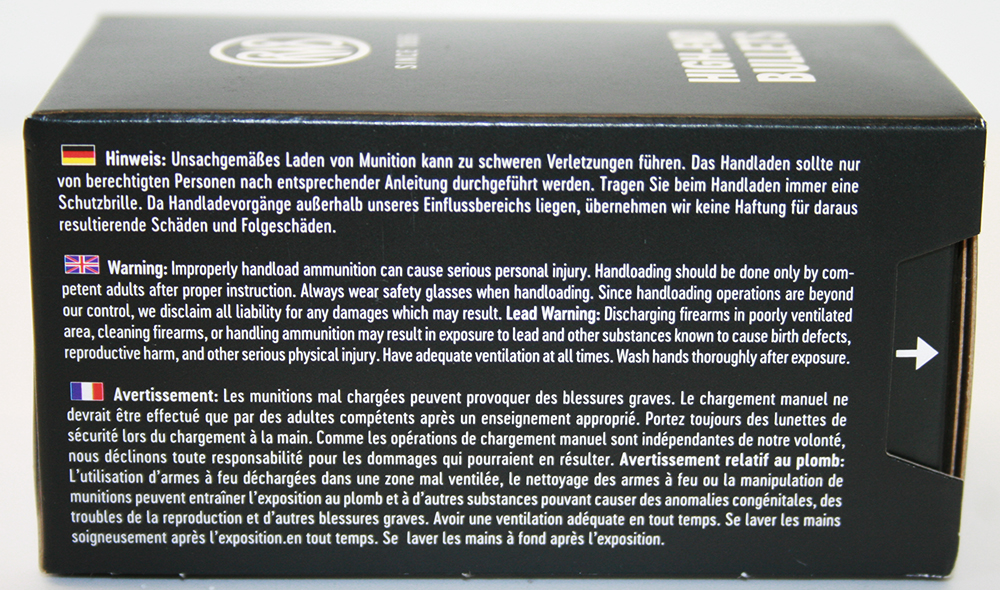 RWS
SINCE 1886
HIGH-END
BULLETS
Hinweis: Unsachgemäßes Laden von Munition kann zu schweren Verletzungen führen. Das Handladen sollte nur
von berechtigten Personen nach entsprechender Anleitung durchgeführt werden. Tragen Sie beim Handladen immer eine
Schutzbrille. Da Handladevorgänge außerhalb unseres Einflussbereichs liegen, übernehmen wir keine Haftung für daraus
resultierende Schäden und Folgeschäden.
Warning: Improperly handload ammunition can cause serious personal injury. Handloading should be done only by com-
petent adults after proper instruction. Always wear safety glasses when handloading. Since handloading operations are beyond
our control, we disclaim all liability for any damages which may result. Lead Warning: Discharging firearms in poorly ventilated
area, cleaning firearms, or handling ammunition may result in exposure to lead and other substances known to cause birth defects,
reproductive harm, and other serious physical injury. Have adequate ventilation at all times. Wash hands thoroughly after exposure.
Avertissement: Les munitions mal chargées peuvent provoquer des blessures graves. Le chargement manuel ne
devrait être effectué que par des adultes compétents après un enseignement approprié. Portez toujours des lunettes de
sécurité lors du chargement à la main. Comme les opérations de chargement manuel sont indépendantes de notre volonté,
nous déclinons toute responsabilité pour les dommages qui pourraient en résulter. Avertissement relatif au plomb:
L'utilisation d'armes à feu déchargées dans une zone mal ventilée, le nettoyage des armes à feu ou la manipulation de
munitions peuvent entraîner l'exposition au plomb et à d'autres substances pouvant causer des anomalies congénitales, des
troubles de la reproduction et d'autres blessures graves. Avoir une ventilation adéquate en tout temps. Se laver les mains
soigneusement après l'exposition.en tout temps. Se laver les mains à fond après l'exposition.